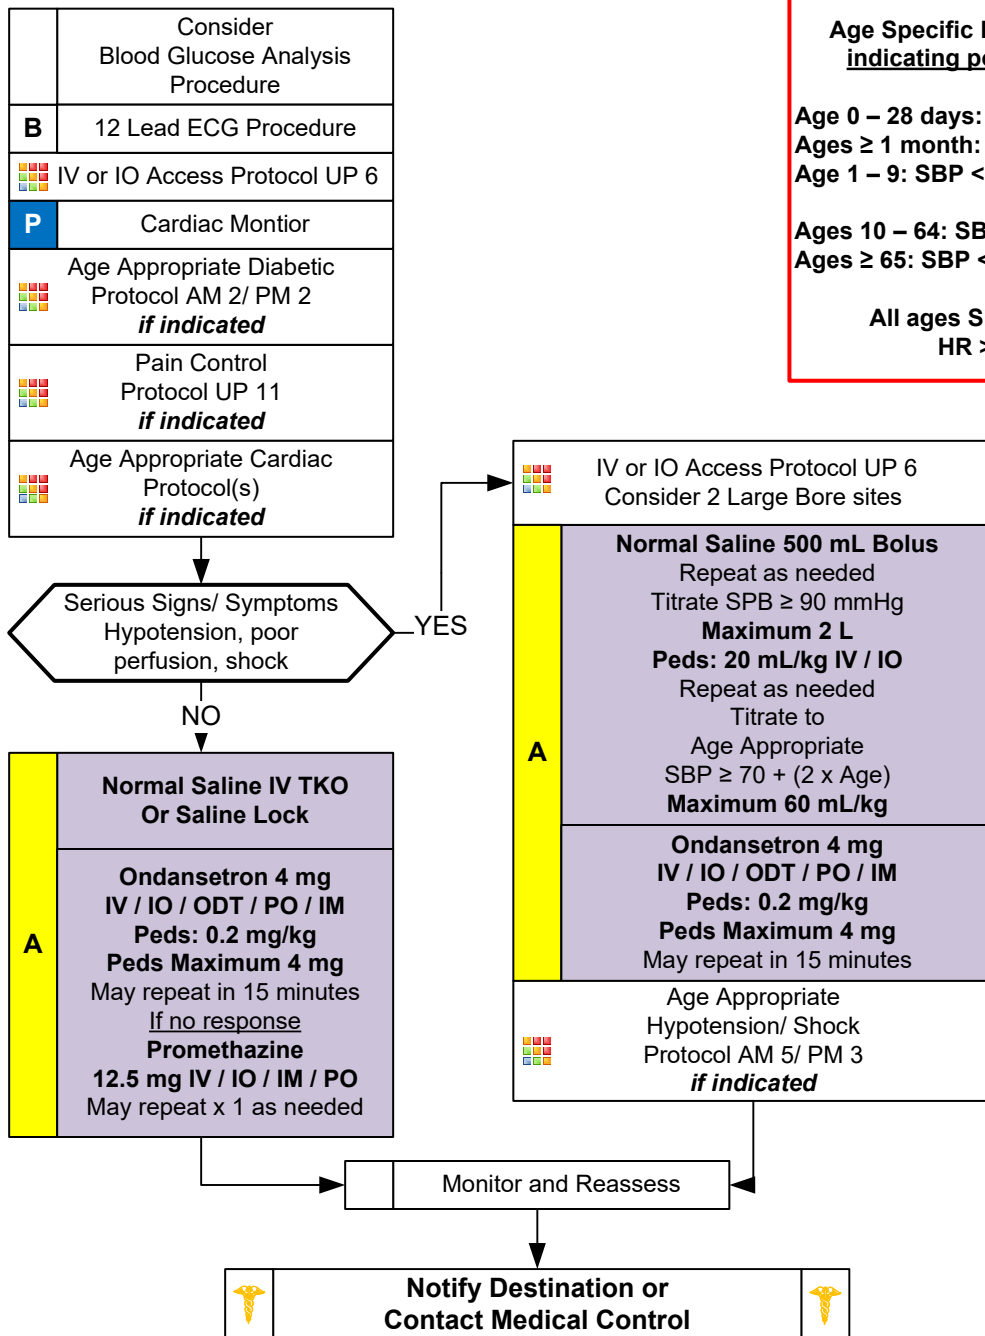 Consider
Blood Glucose Analysis
Procedure
B
12 Lead ECG Procedure
IV or IO Access Protocol UP 6
P
Cardiac Montior
Age Appropriate Diabetic
Protocol AM 2/ PM 2
if indicated
Pain Control
Protocol UP 11
if indicated
Age Appropriate Cardiac
Protocol(s)
if indicated
Serious Signs/ Symptoms
Hypotension, poor
perfusion, shock
YES
NO
A
Normal Saline IV TKO
Or Saline Lock
Ondansetron 4 mg
IV / IO / ODT / PO / IM
Peds: 0.2 mg/kg
Peds Maximum 4 mg
May repeat in 15 minutes
If no response
Promethazine
12.5 mg IV / IO / IM / PO
May repeat x 1 as needed
Age Specific
indicating
Age 0 – 28 days:
Ages ≥ 1 month:
Age 1 – 9: SBP <
Ages 10 – 64:
Ages ≥ 65: SBP <
All ages
HR >
IV or IO Access Protocol UP 6
Consider 2 Large Bore sites
A
Normal Saline 500 mL Bolus
Repeat as needed
Titrate SPB ≥ 90 mmHg
Maximum 2 L
Peds: 20 mL/kg IV / IO
Repeat as needed
Titrate to
Age Appropriate
SBP ≥ 70 + (2 x Age)
Maximum 60 mL/kg
Ondansetron 4 mg
IV / IO / ODT / PO / IM
Peds: 0.2 mg/kg
Peds Maximum 4 mg
May repeat in 15 minutes
Age Appropriate
Hypotension/ Shock
Protocol AM 5/ PM 3
if indicated
Monitor and Reassess
Notify Destination or
Contact Medical Control